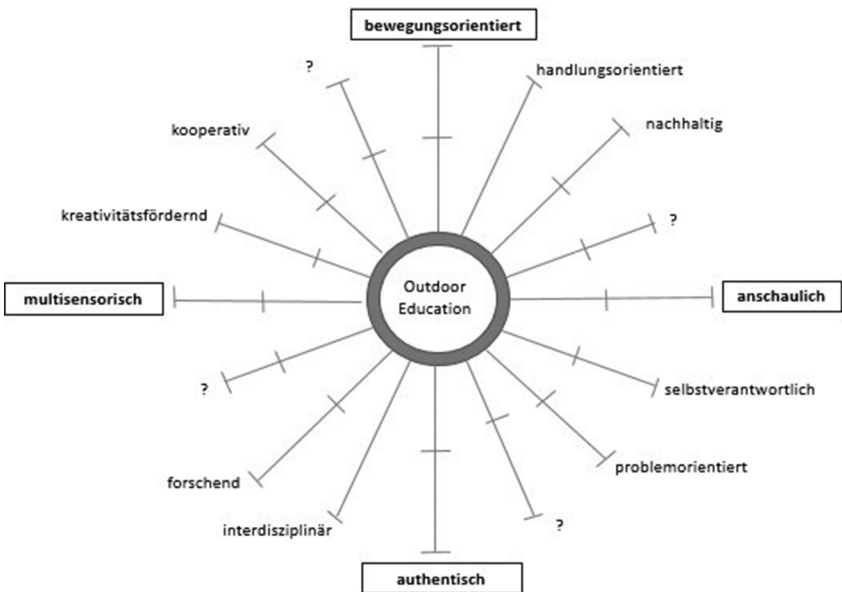 bewegungsorientiert
?
handlungsorientiert
kooperativ
nachhaltig
kreativitätsfördernd
?
Outdoor
Education
multisensorisch
anschaulich
?
selbstverantwortlich
forschend
problemorientiert
interdisziplinär
?
authentisch